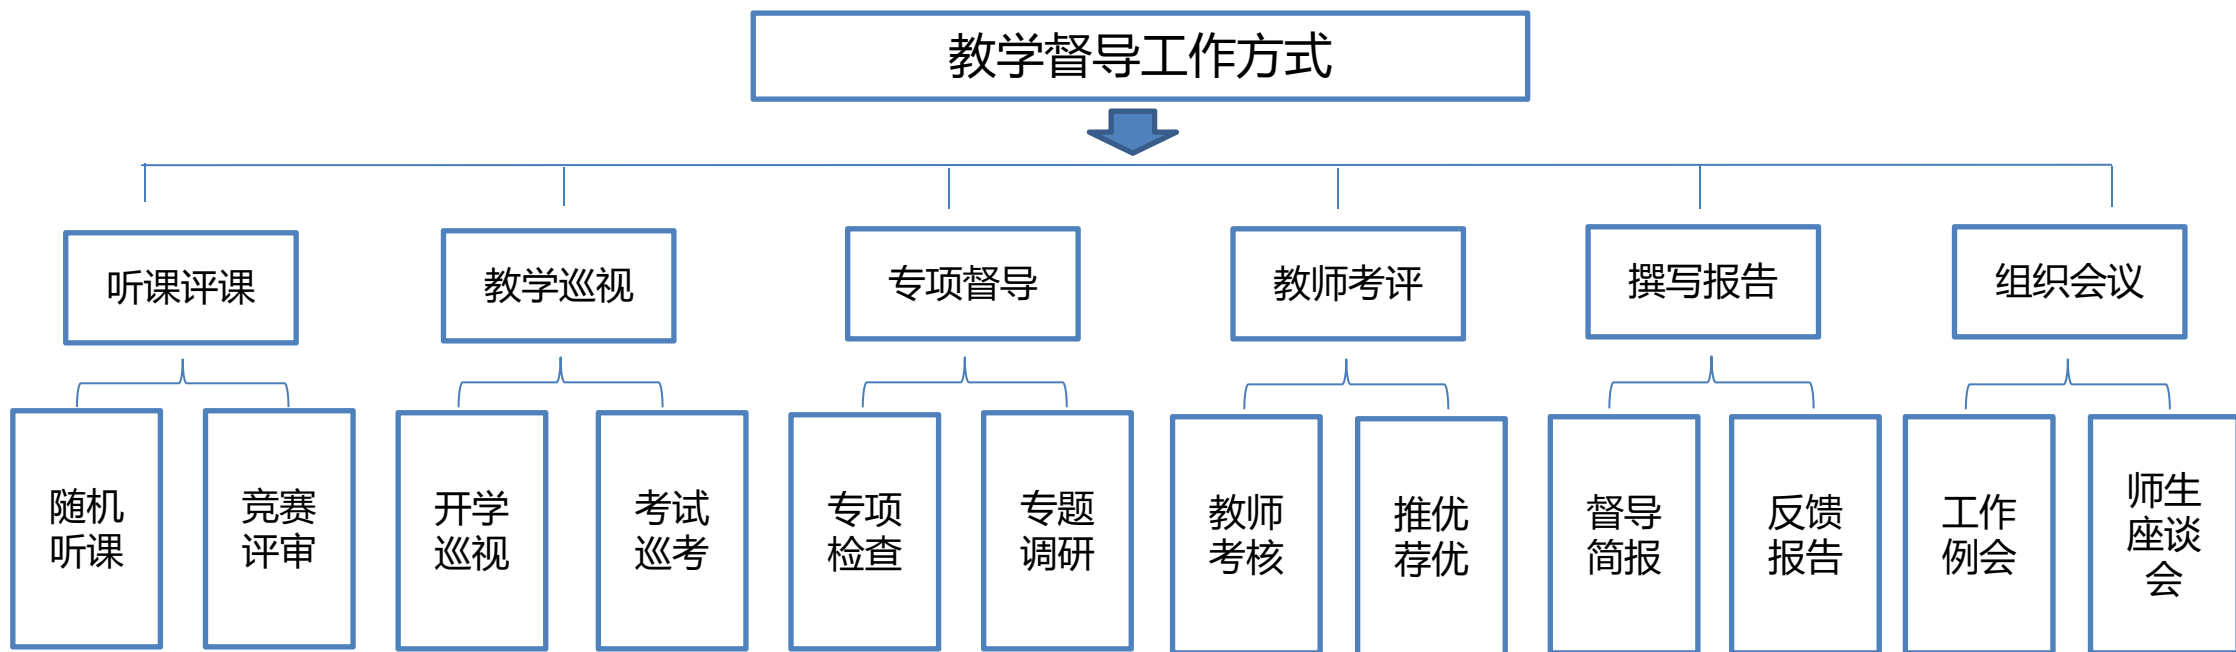 教学督导工作方式
听课评课
教学巡视
专项督导
教师考评
撰写报告
组织会议
随机
听课
竞赛
评审
开学
巡视
考试
巡考
专项
检查
专题
调研
教师
考核
推优
荐优
督导
简报
反馈
报告
工作
例会
师生
座谈
会